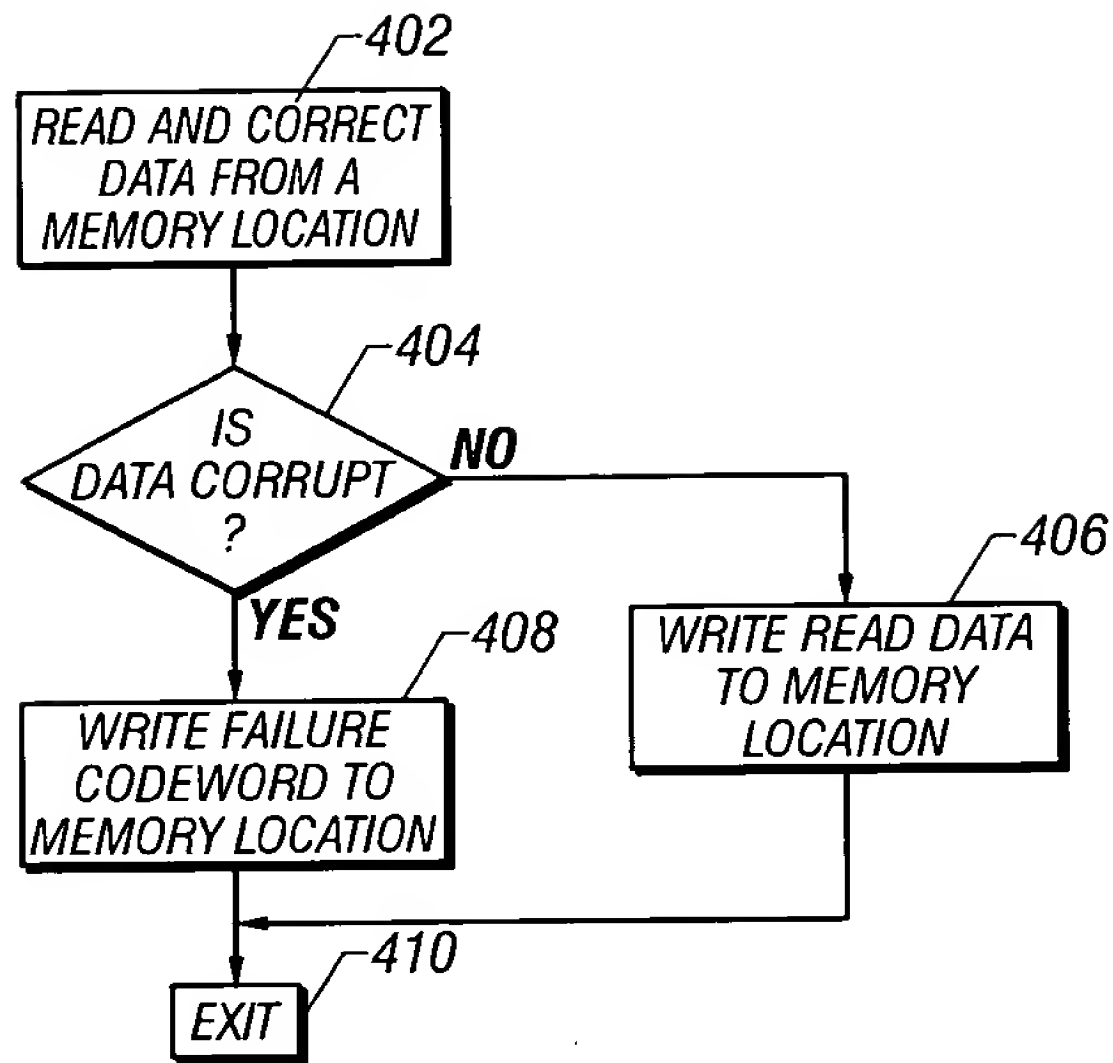 402
READ AND CORRECT
DATA FROM A
MEMORY LOCATION
404
IS
DATA CORRUPT
?
NO
YES
406
WRITE READ DATA
TO MEMORY
LOCATION
408
WRITE FAILURE
CODEWORD TO
MEMORY LOCATION
410
EXIT